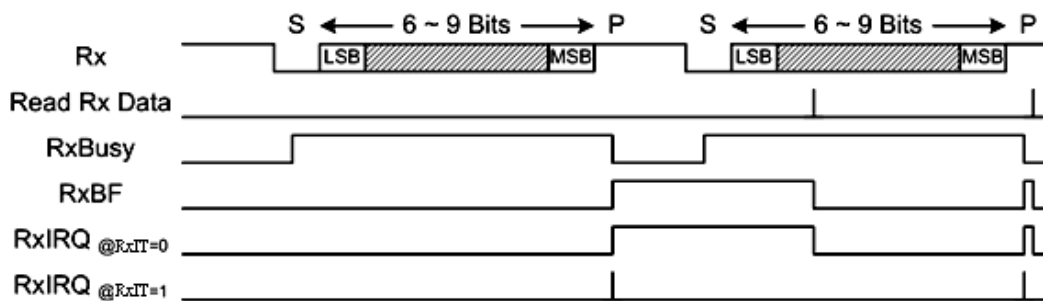 S 6 ~ 9 Bits P S 6 ~ 9 Bits P
Rx LSB MSB LSB MSB
Read Rx Data
RxBusy
RxBF
RxIRQ @RxIT=0
RxIRQ @RxIT=1